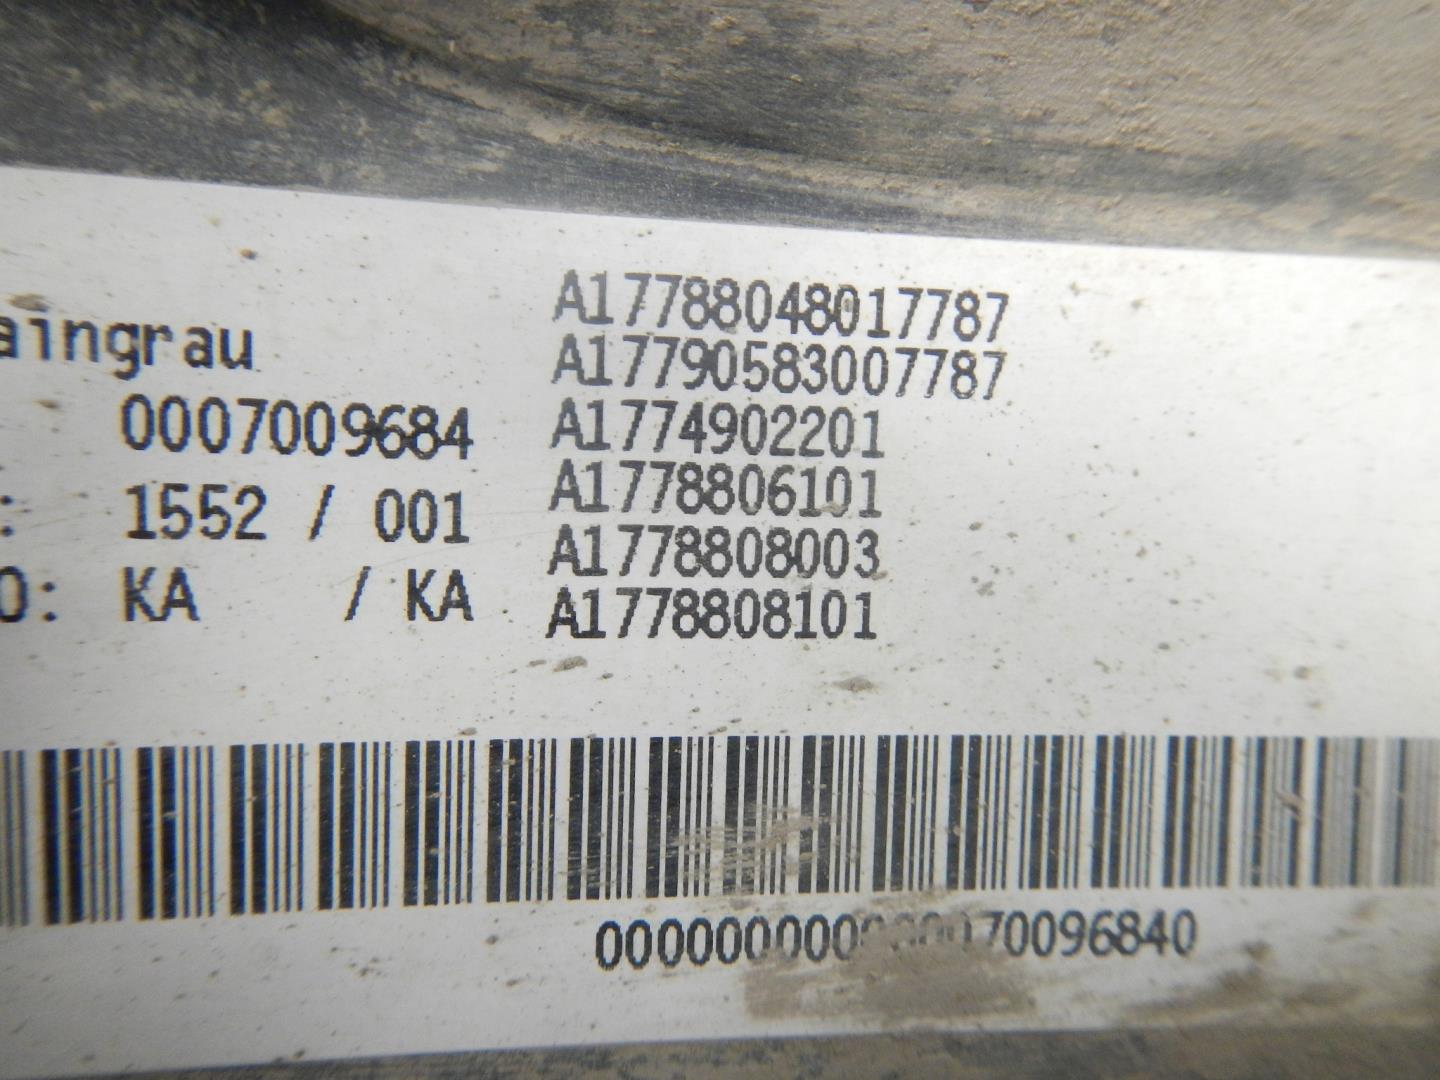 aingrau
0007009684
: 1552 / 001
O: KA / KA
A17788048017787
A17790583007787
A1774902201
A1778806101
A1778808003
A1778808101